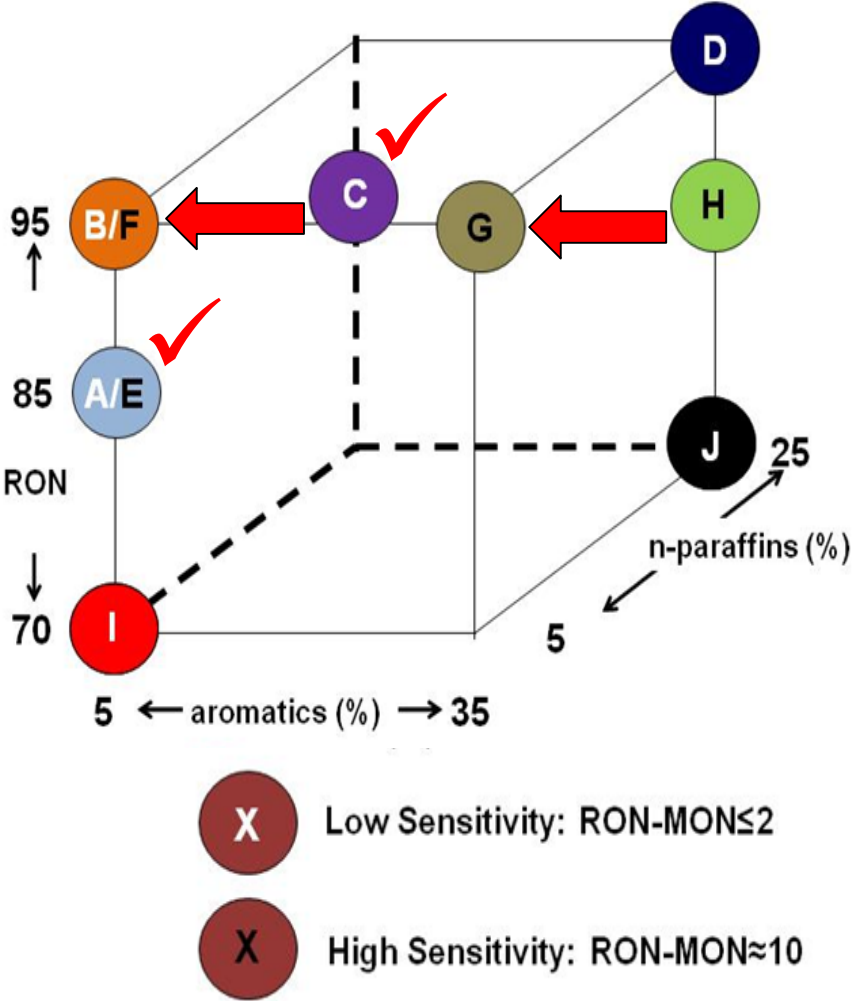 D
C
H
95
B/F
G
85
A/E
J
25
RON
n-paraffins (%)
70
I
5
5
aromatics (%)
35
X
Low Sensitivity: RON-MON≤2
X
High Sensitivity: RON-MON≈10